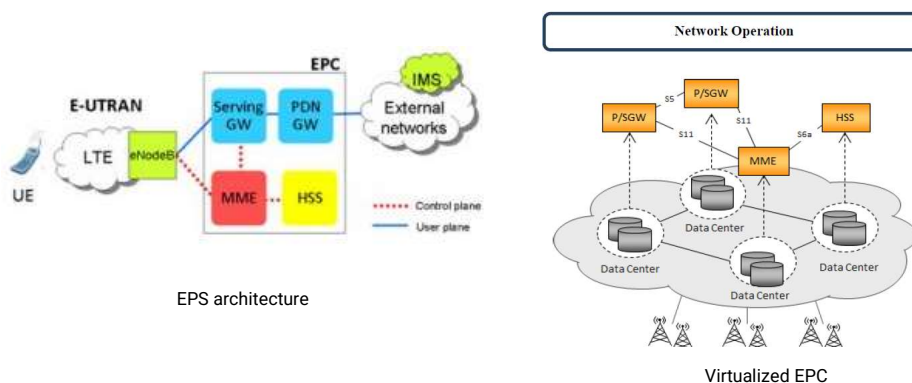 EPC
E-UTRAN
Serving
GW
PDN
GW
IMS
External
networks
LTE
eNodeB
UE
MME
HSS
Control plane
User plane
EPS architecture
Network Operation
P/SGW
S5
P/SGW
HSS
S11
S11
S6a
MME
Data Center
Data Center
Data Center
Data Center
Virtualized EPC